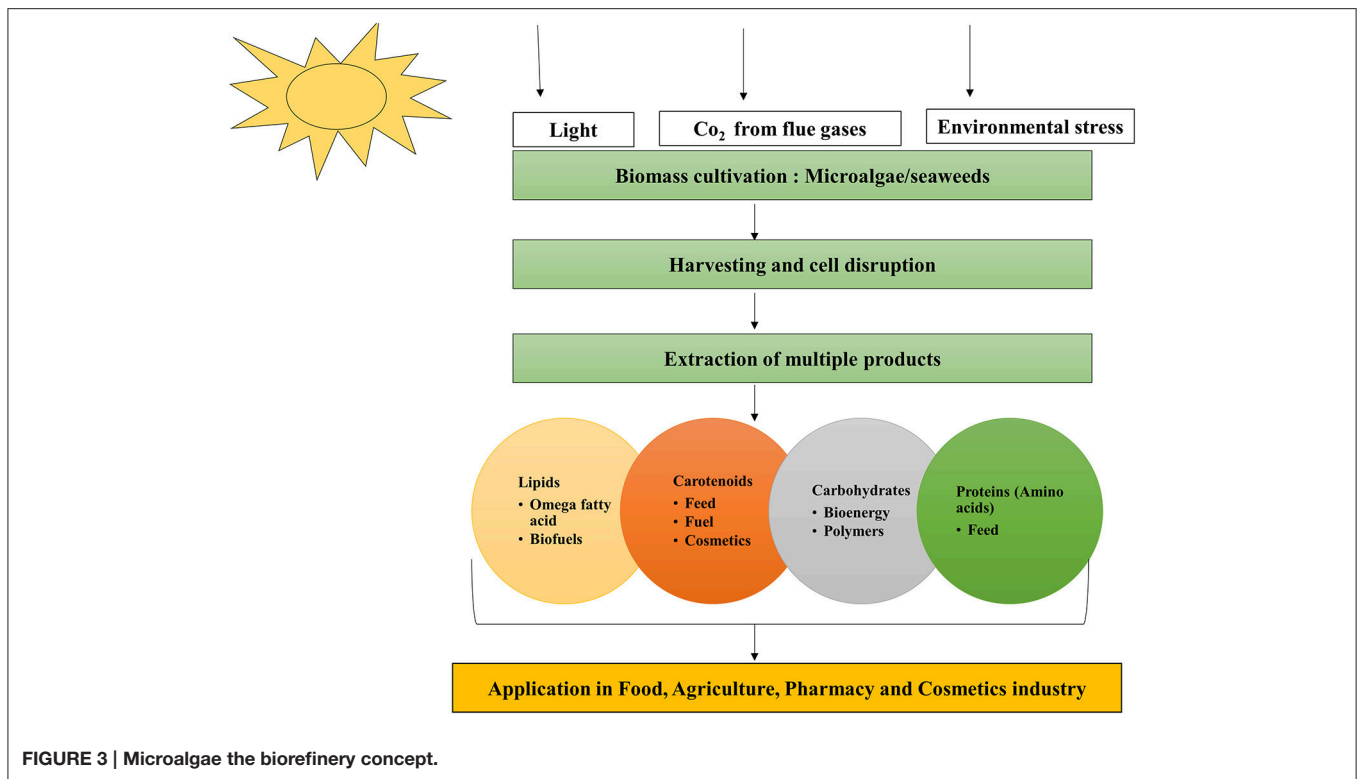 Light
Co₂ from flue gases
Environmental stress
Biomass cultivation : Microalgae/seaweeds
Harvesting and cell disruption
Extraction of multiple products
Lipids
• Omega fatty
acid
• Biofuels
Carotenoids
• Feed
• Fuel
• Cosmetics
Carbohydrates
• Bioenergy
• Polymers
Proteins (Amino
acids)
• Feed
Application in Food, Agriculture, Pharmacy and Cosmetics industry
FIGURE 3 | Microalgae the biorefinery concept.